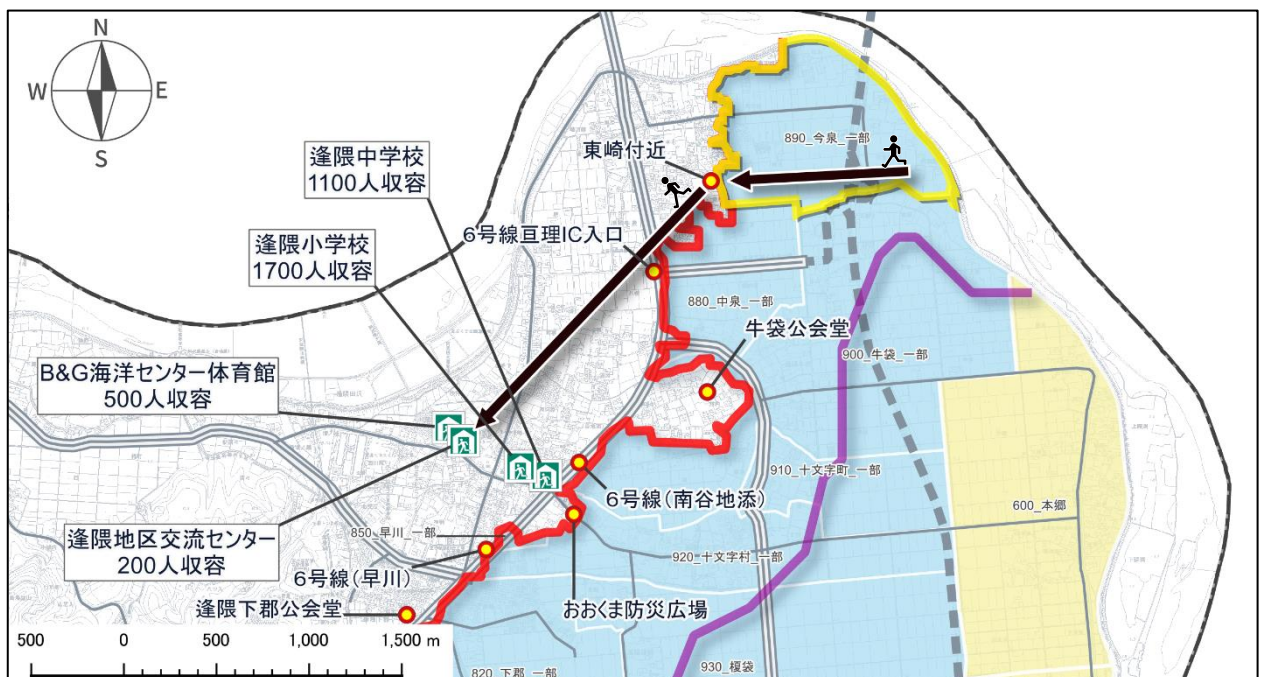 N
W
E
S
逢隈中学校
1100人収容
東崎付近
890_今泉_一部
逢隈小学校
1700人収容
6号線亘理IC入口
880_中泉_一部
牛袋公会堂
900_牛袋_一部
B&G海洋センター体育館
500人収容
910_十文字町_一部
6号線(南谷地添)
600_本郷
逢隈地区交流センター
200人収容
850_早川_一部
920_十文字村_一部
6号線(早川)
おおくま防災広場
逢隈下郡公会堂
500
0
500
1,000
1,500 m
820_下郡_一部
930_榎袋